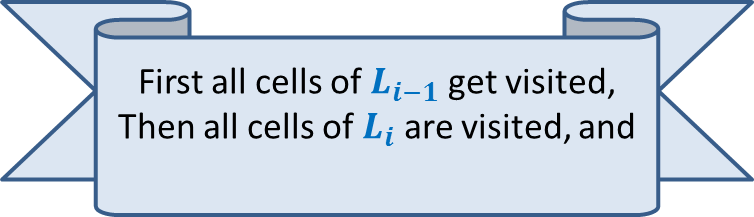 First all cells of L_{i−1} get visited,
Then all cells of L_i are visited, and